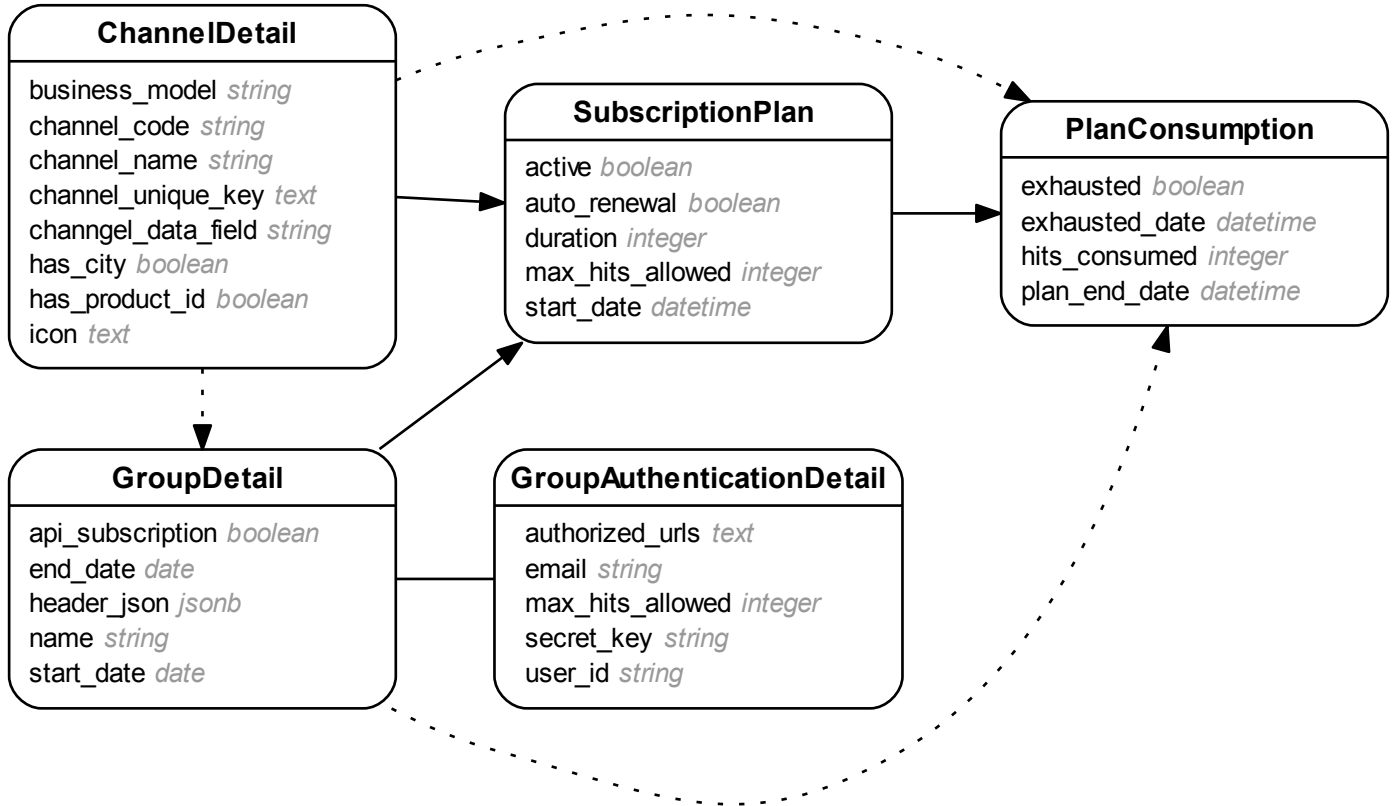 ChannelDetail
business_model string
channel_code string
channel_name string
channel_unique_key text
channgel_data_field string
has_city boolean
has_product_id boolean
icon text
SubscriptionPlan
active boolean
auto_renewal boolean
duration integer
max_hits_allowed integer
start_date datetime
PlanConsumption
exhausted boolean
exhausted_date datetime
hits_consumed integer
plan_end_date datetime
GroupDetail
api_subscription boolean
end_date date
header_json jsonb
name string
start_date date
GroupAuthenticationDetail
authorized_urls text
email string
max_hits_allowed integer
secret_key string
user_id string